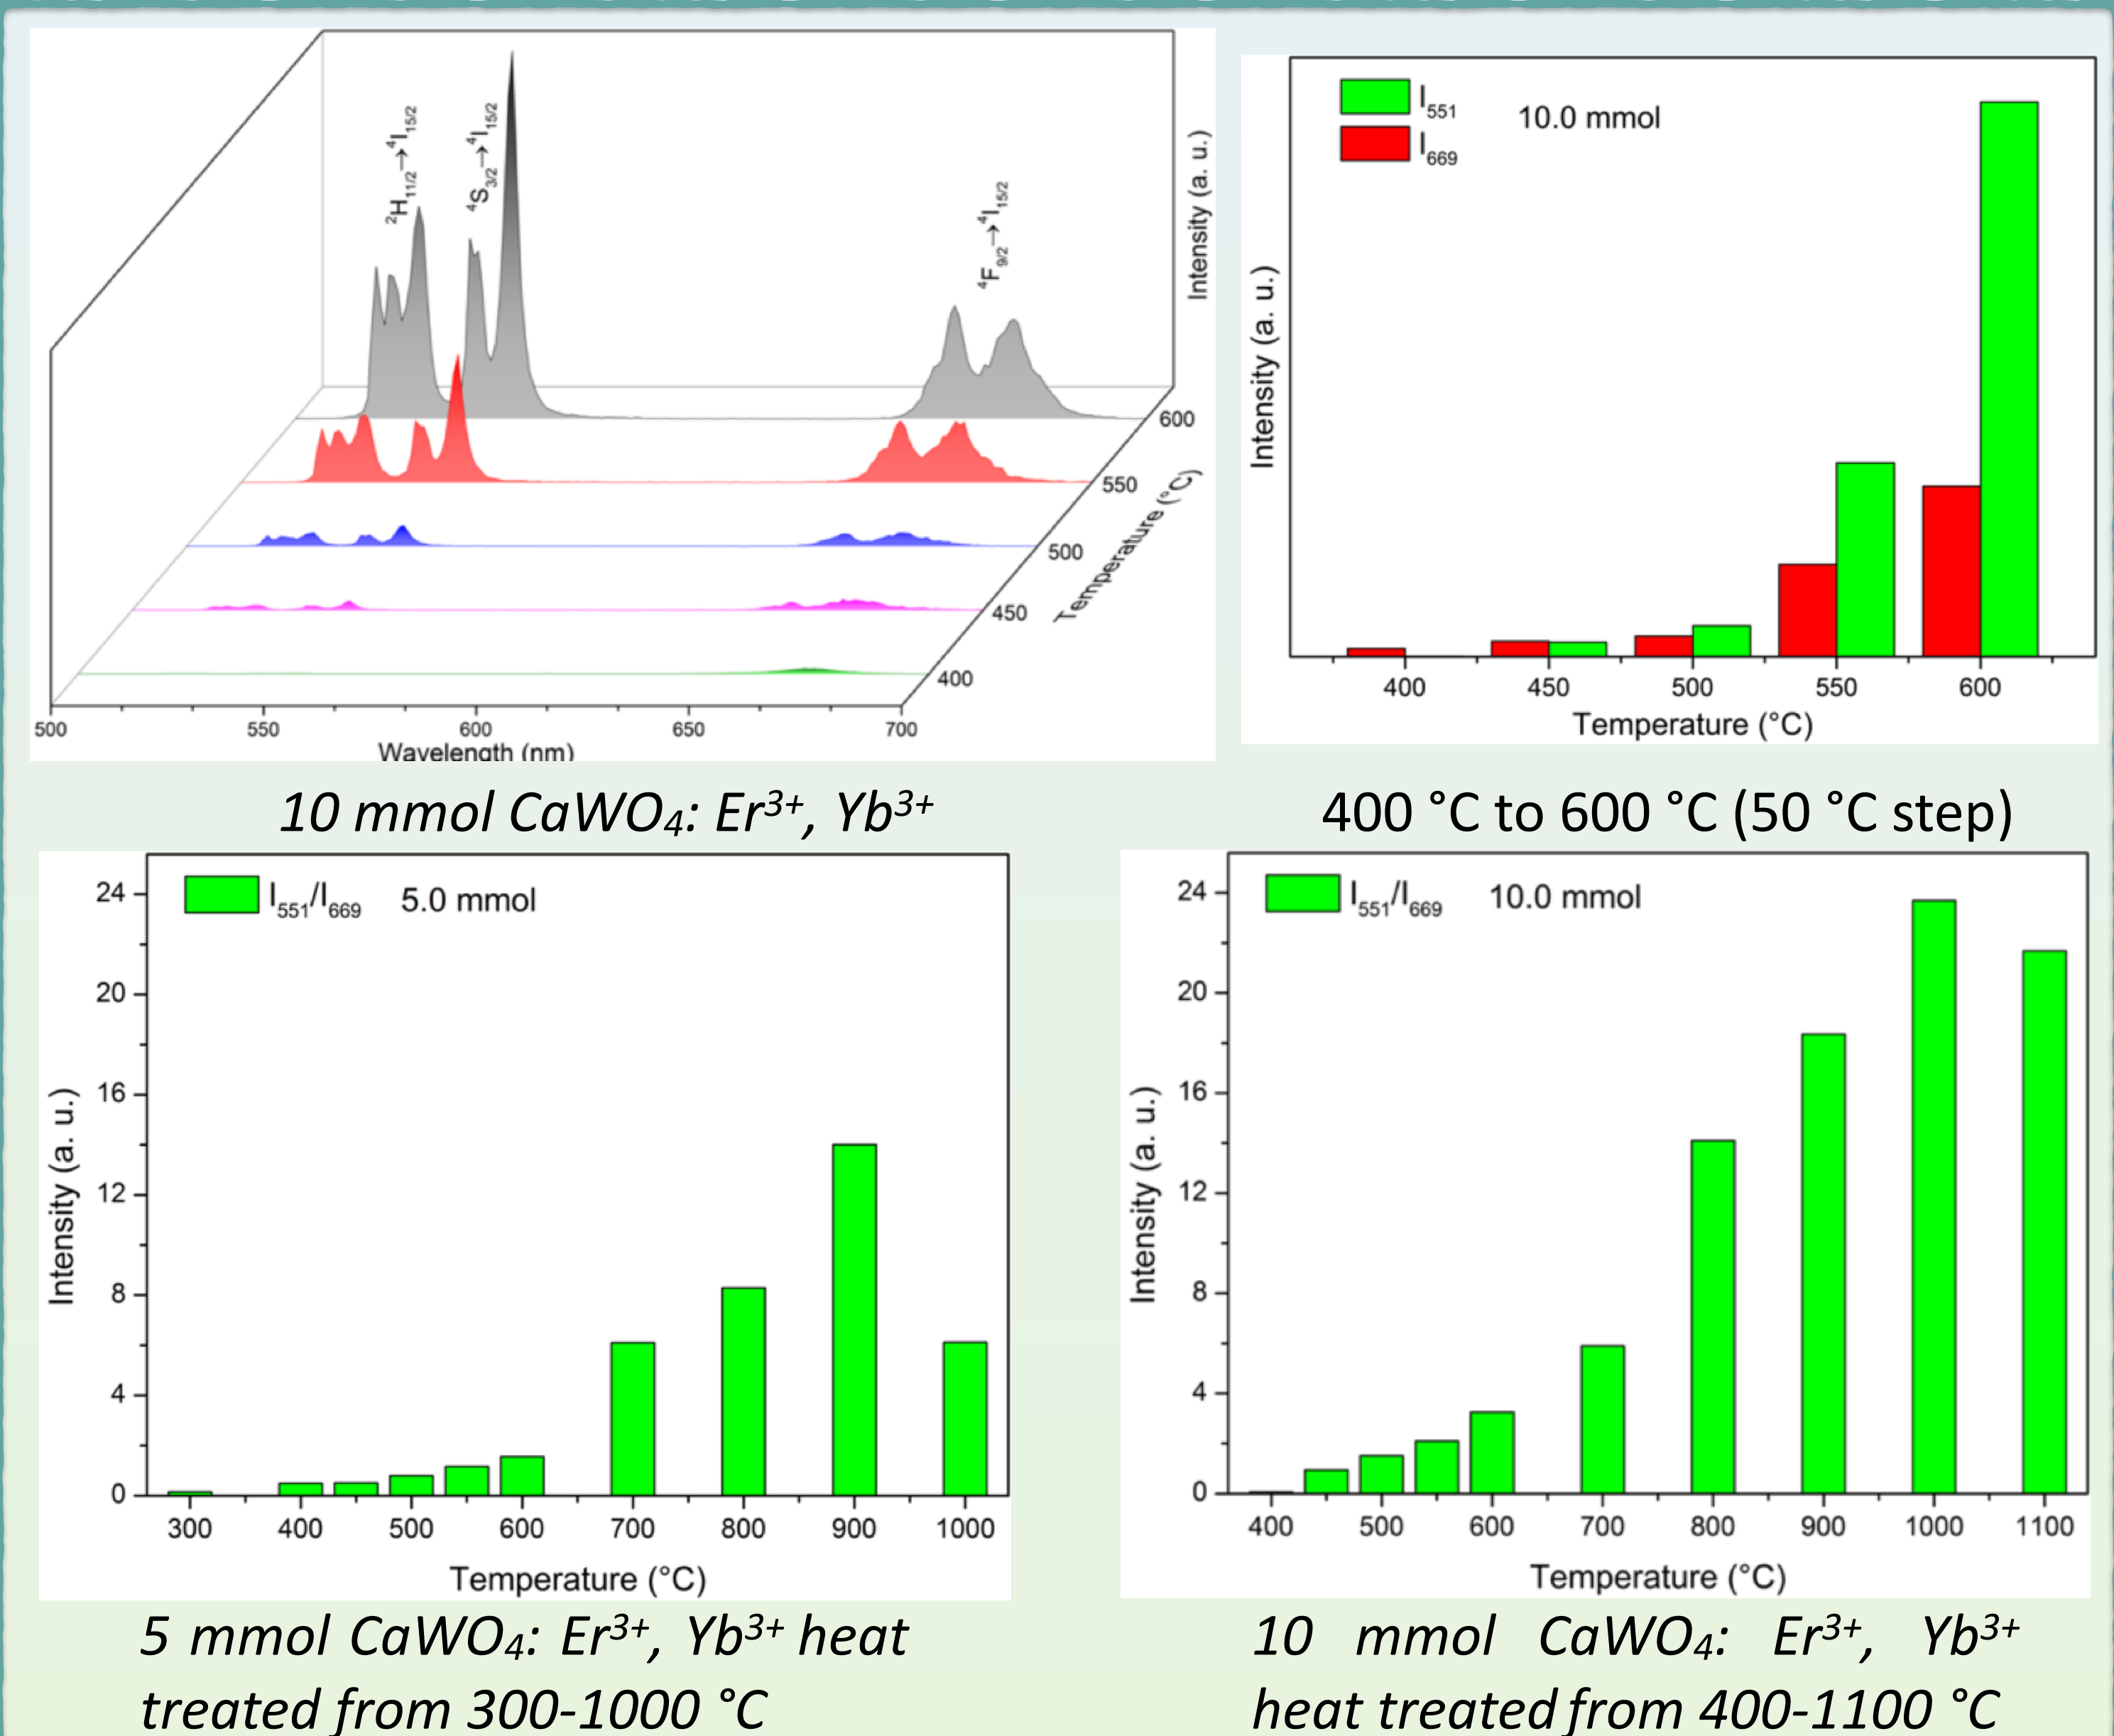 ²H₁₁/₂→⁴I₁₅/₂
⁴S₃/₂→⁴I₁₅/₂
⁴F₉/₂→⁴I₁₅/₂
Intensity (a. u.)
600
550
500
450
400
Temperature (°C)
500 550 600 650 700
Wavelength (nm)
10 mmol CaWO₄: Er³⁺, Yb³⁺
I₅₅₁
I₆₆₉
10.0 mmol
Intensity (a. u.)
400 450 500 550 600
Temperature (°C)
400 °C to 600 °C (50 °C step)
I₅₅₁/I₆₆₉ 5.0 mmol
24
20
16
12
8
4
0
Intensity (a. u.)
300 400 500 600 700 800 900 1000
Temperature (°C)
5 mmol CaWO₄: Er³⁺, Yb³⁺ heat
treated from 300-1000 °C
I₅₅₁/I₆₆₉ 10.0 mmol
24
20
16
12
8
4
0
Intensity (a. u.)
400 500 600 700 800 900 1000 1100
Temperature (°C)
10 mmol CaWO₄: Er³⁺, Yb³⁺
heat treated from 400-1100 °C